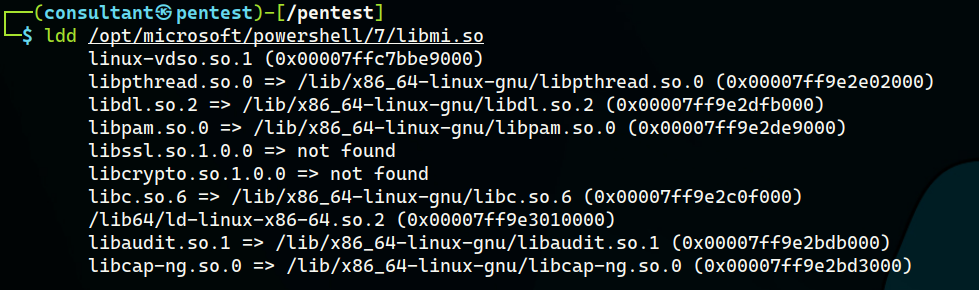 (consultant㉿pentest)-[/pentest]
$ ldd /opt/microsoft/powershell/7/libmi.so
linux-vdso.so.1 (0x00007ffc7bbe9000)
libpthread.so.0 => /lib/x86_64-linux-gnu/libpthread.so.0 (0x00007ff9e2e02000)
libdl.so.2 => /lib/x86_64-linux-gnu/libdl.so.2 (0x00007ff9e2dfb000)
libpam.so.0 => /lib/x86_64-linux-gnu/libpam.so.0 (0x00007ff9e2de9000)
libssl.so.1.0.0 => not found
libcrypto.so.1.0.0 => not found
libc.so.6 => /lib/x86_64-linux-gnu/libc.so.6 (0x00007ff9e2c0f000)
/lib64/ld-linux-x86-64.so.2 (0x00007ff9e3010000)
libaudit.so.1 => /lib/x86_64-linux-gnu/libaudit.so.1 (0x00007ff9e2bdb000)
libcap-ng.so.0 => /lib/x86_64-linux-gnu/libcap-ng.so.0 (0x00007ff9e2bd3000)